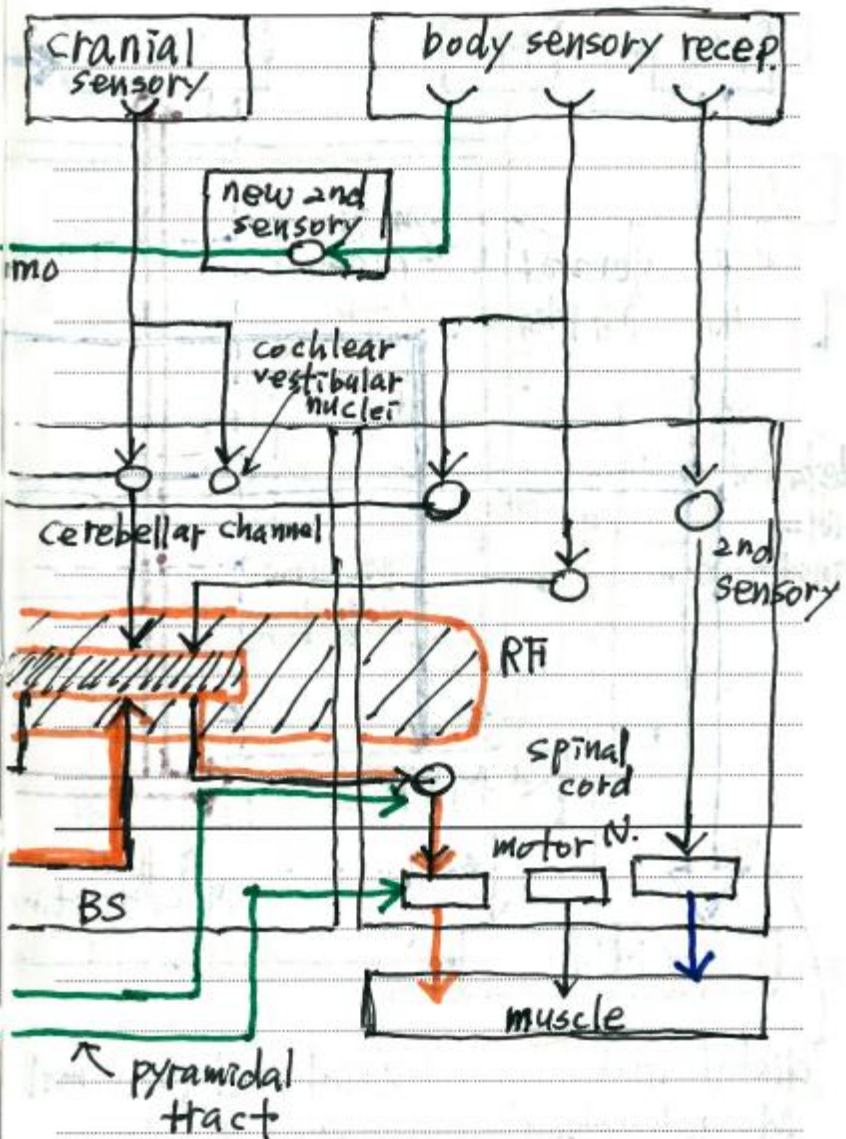 cranial
sensory
body sensory recep.
new 2nd
sensory
mo
cochlear
vestibular
nuclei
cerebellar channel
2nd
sensory
RF
spinal
cord
motor N.
BS
muscle
pyramidal
tract